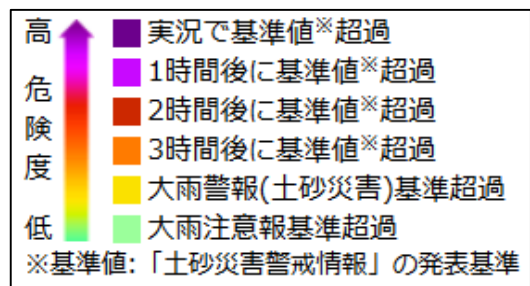 高
危
険
度
低
実況で基準値※超過
1時間後に基準値※超過
2時間後に基準値※超過
3時間後に基準値※超過
大雨警報(土砂災害)基準超過
大雨注意報基準超過
※基準値:「土砂災害警戒情報」の発表基準